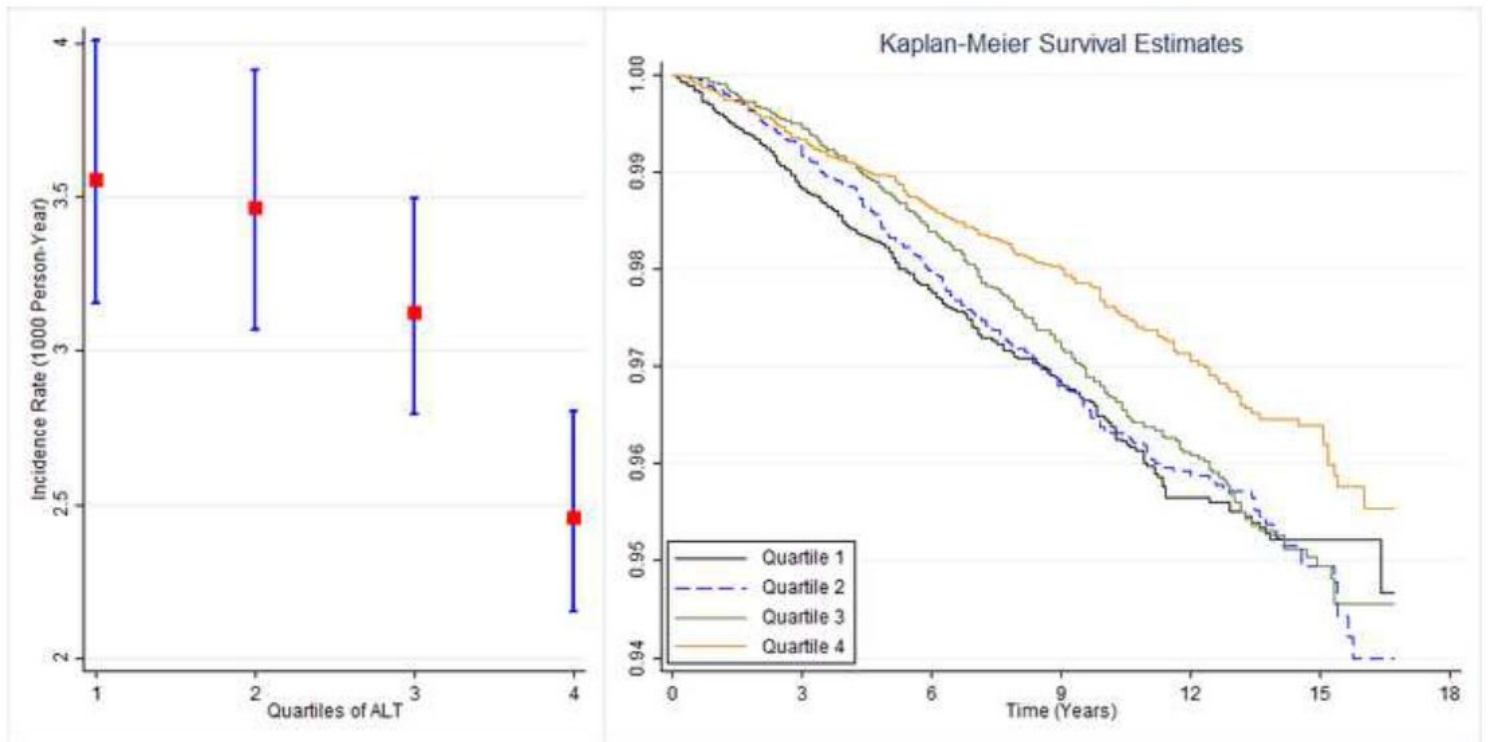 4
3.5
3
2.5
2
Incidence Rate (1000 Person-Year)
1 2 3 4
Quartiles of ALT
Kaplan-Meier Survival Estimates
1.00
0.99
0.98
0.97
0.96
0.95
0.94
Quartile 1
Quartile 2
Quartile 3
Quartile 4
0 3 6 9 12 15 18
Time (Years)